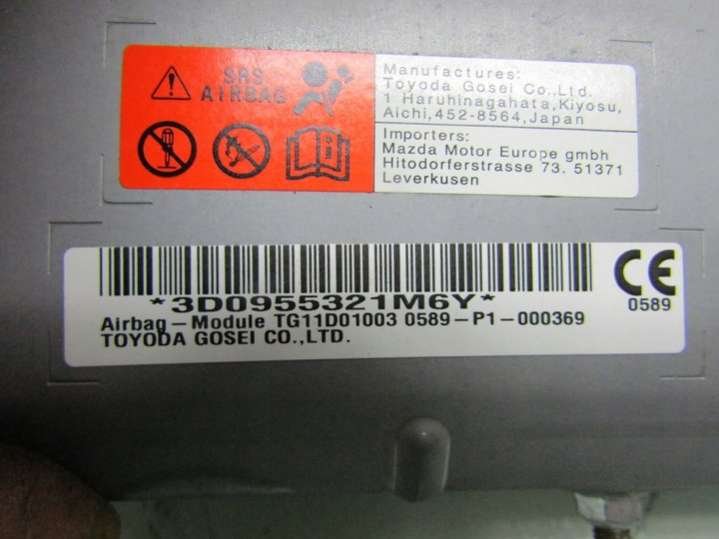 SRS
AIRBAG
Manufactures:
Toyoda Gosei Co.,Ltd.
1 Haruhinagahata,Kiyosu,
Aichi,452-8564,Japan
Importers:
Mazda Motor Europe gmbh
Hitodorferstrasse 73. 51371
Leverkusen
*3D0955321M6Y*
Airbag-Module TG11D01003 0589-P1-000369
TOYODA GOSEI CO.,LTD.
CE
0589